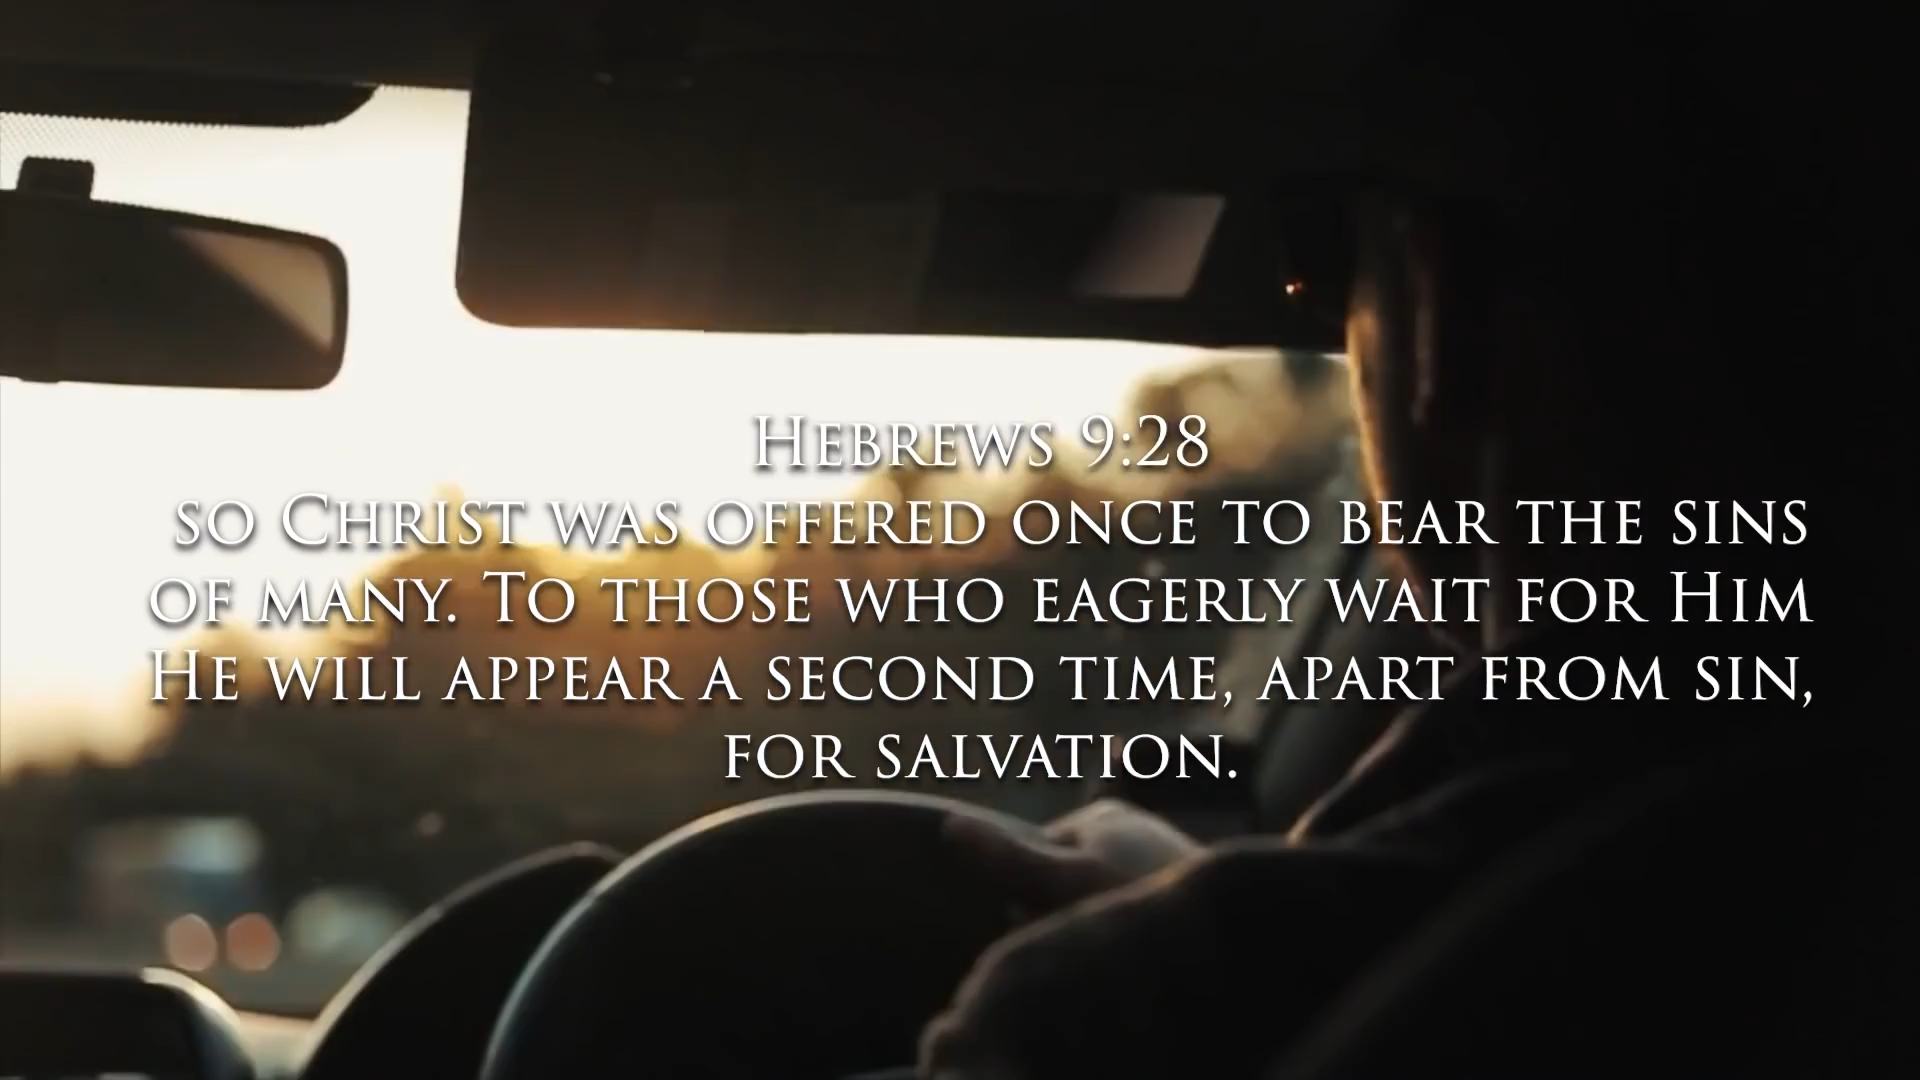 Hebrews 9:28
so Christ was offered once to bear the sins
of many. To those who eagerly wait for Him
He will appear a second time, apart from sin,
for salvation.